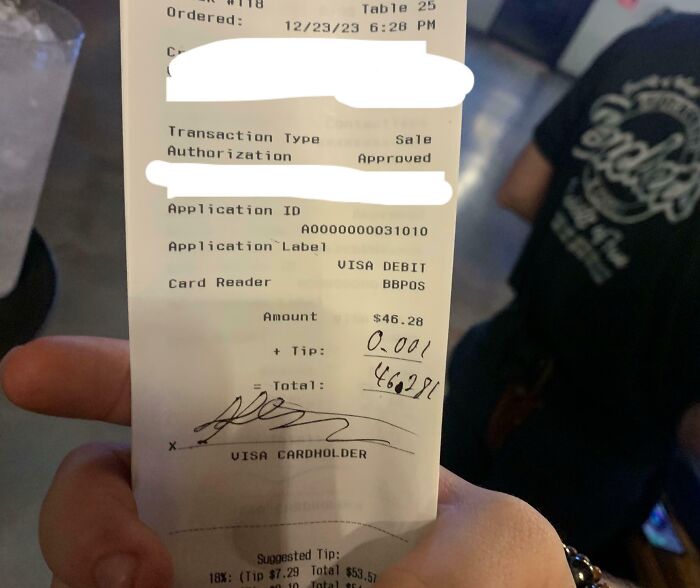 #118
Table 25
Ordered: 12/23/23 6:28 PM
Transaction Type Sale
Authorization Approved
Application ID
A0000000031010
Application Label
VISA DEBIT
Card Reader BBPOS
Amount $46.28
+ Tip: 0.001
= Total: 46.281
X
VISA CARDHOLDER
Suggested Tip:
18%: (Tip $7.29 Total $53.57